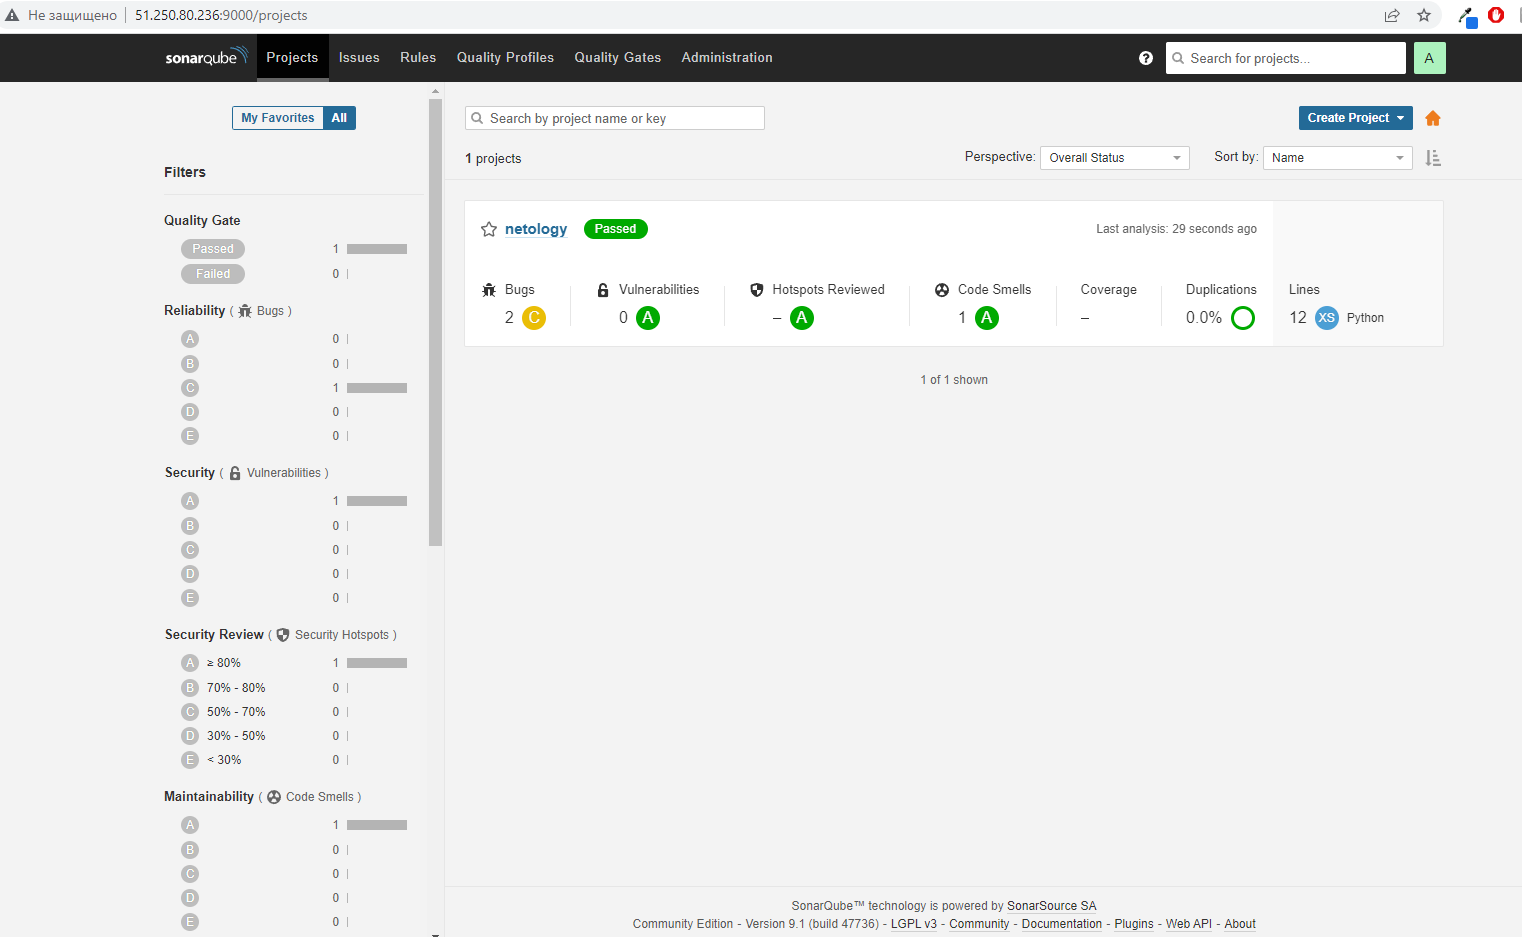 Не защищено 51.250.80.236:9000/projects
sonarqube Projects Issues Rules Quality Profiles Quality Gates Administration ? Search for projects... A
My Favorites All
Filters
Quality Gate
Passed 1
Failed 0
Reliability ( Bugs )
A 0
B 0
C 1
D 0
E 0
Security ( Vulnerabilities )
A 1
B 0
C 0
D 0
E 0
Security Review ( Security Hotspots )
A ≥ 80% 1
B 70% - 80% 0
C 50% - 70% 0
D 30% - 50% 0
E < 30% 0
Maintainability ( Code Smells )
A 1
B 0
C 0
D 0
E 0
Search by project name or key Create Project
1 projects Perspective: Overall Status Sort by: Name
netology Passed Last analysis: 29 seconds ago
Bugs Vulnerabilities Hotspots Reviewed Code Smells Coverage Duplications Lines
2 C 0 A – A 1 A – 0.0% 12 XS Python
1 of 1 shown
SonarQube™ technology is powered by SonarSource SA
Community Edition - Version 9.1 (build 47736) - LGPL v3 - Community - Documentation - Plugins - Web API - About